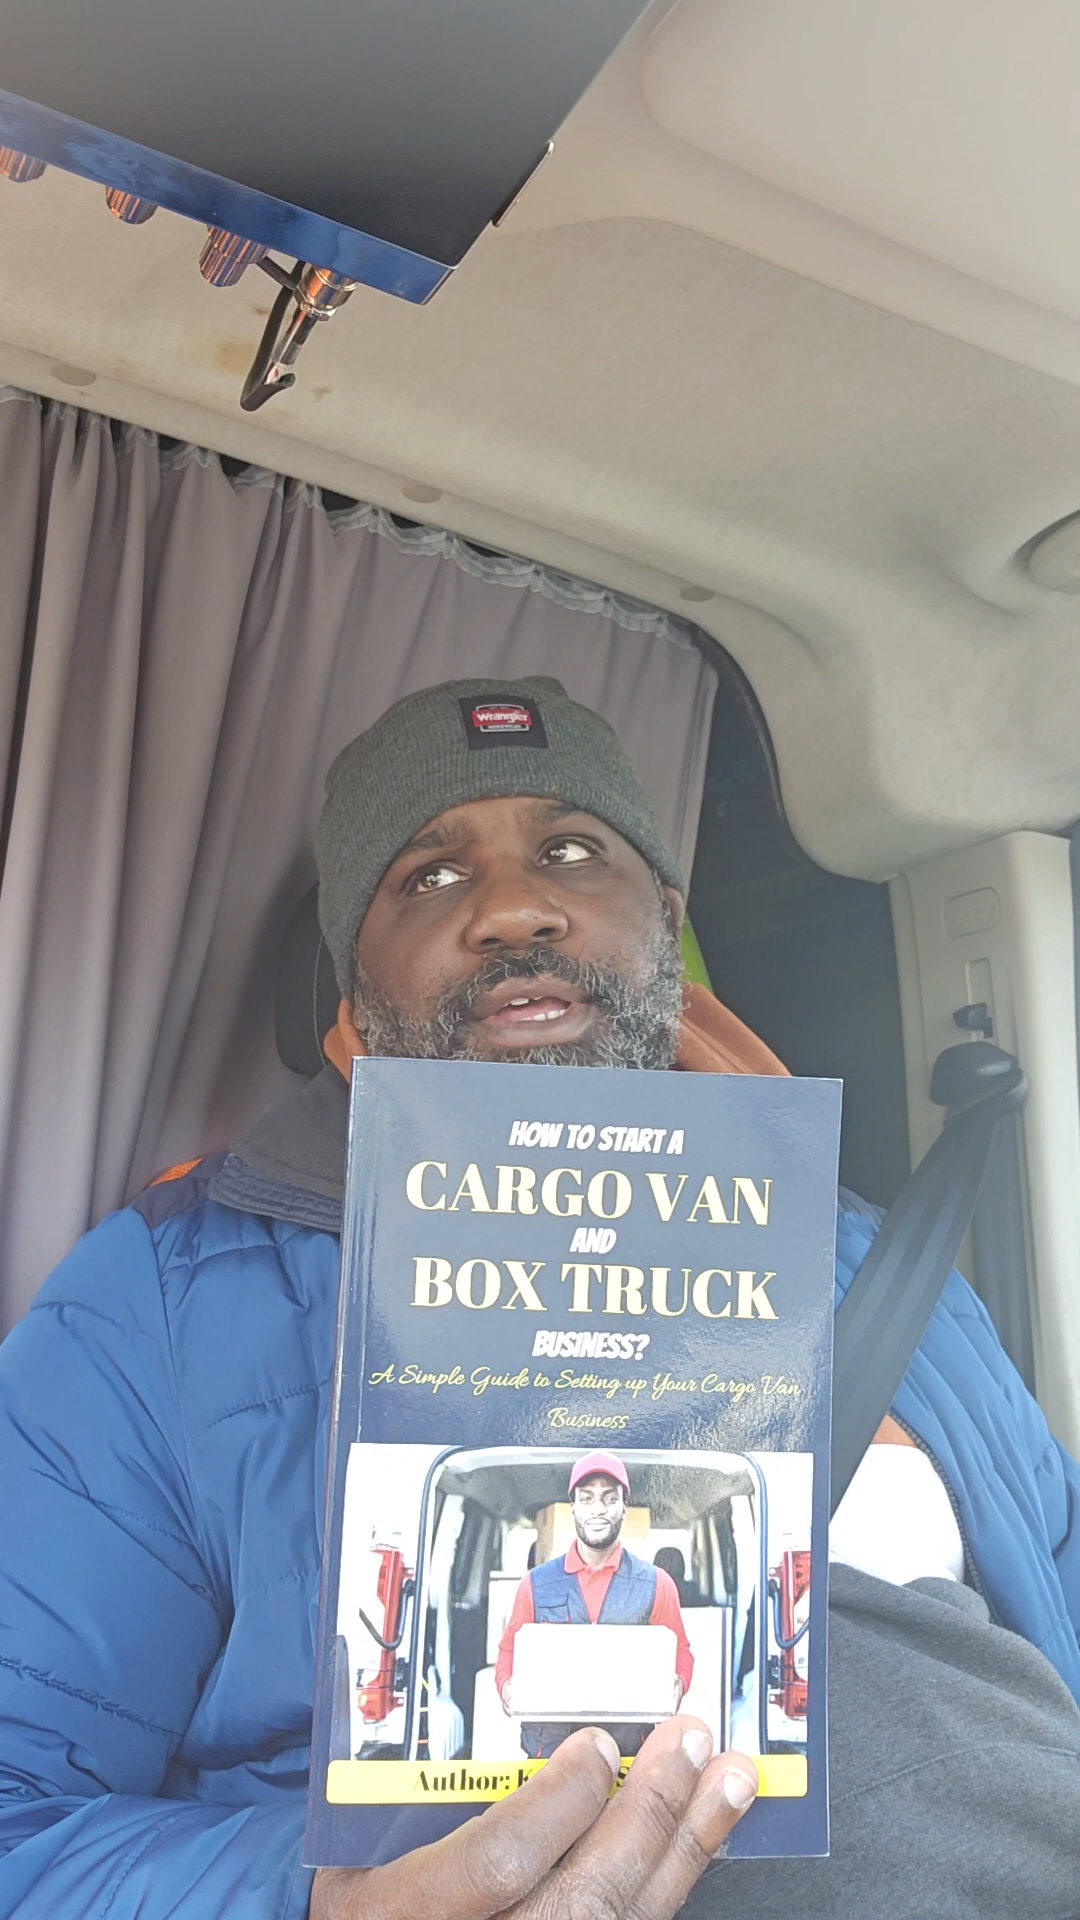 Wrangler
HOW TO START A
CARGO VAN
AND
BOX TRUCK
BUSINESS?
A Simple Guide to Setting up Your Cargo Van
Business
Author: